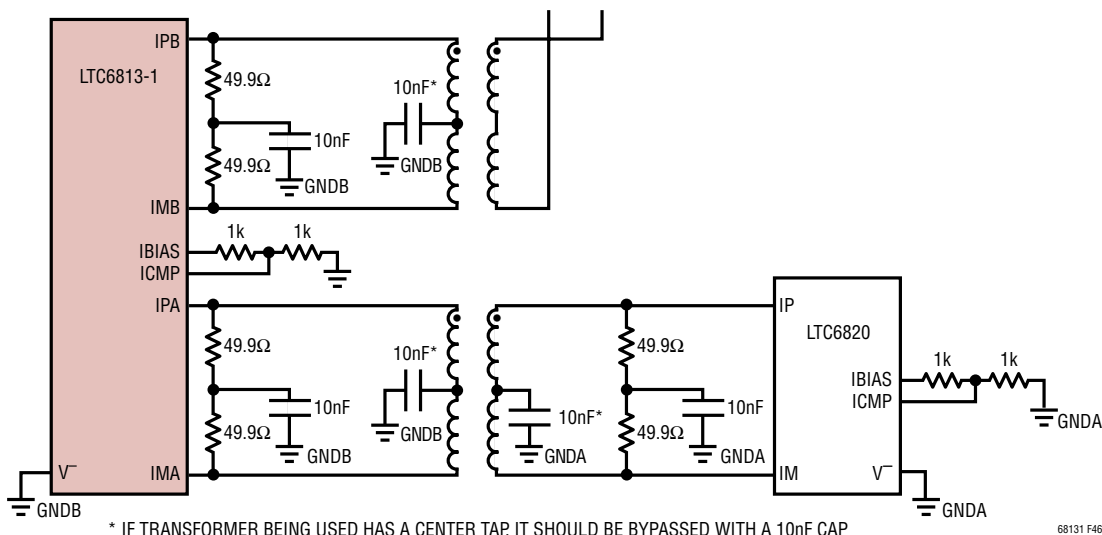 IPB
LTC6813-1
49.9Ω
10nF*
10nF
49.9Ω
GNDB
GNDB
IMB
IBIAS
1k
1k
ICMP
IPA
IP
LTC6820
49.9Ω
10nF*
49.9Ω
1k
1k
IBIAS
ICMP
10nF
10nF*
10nF
GNDA
49.9Ω
GNDB
49.9Ω
GNDB
GNDA
GNDA
V⁻
IMA
IM
V⁻
GNDB
GNDA
* IF TRANSFORMER BEING USED HAS A CENTER TAP, IT SHOULD BE BYPASSED WITH A 10nF CAP
68131 F46